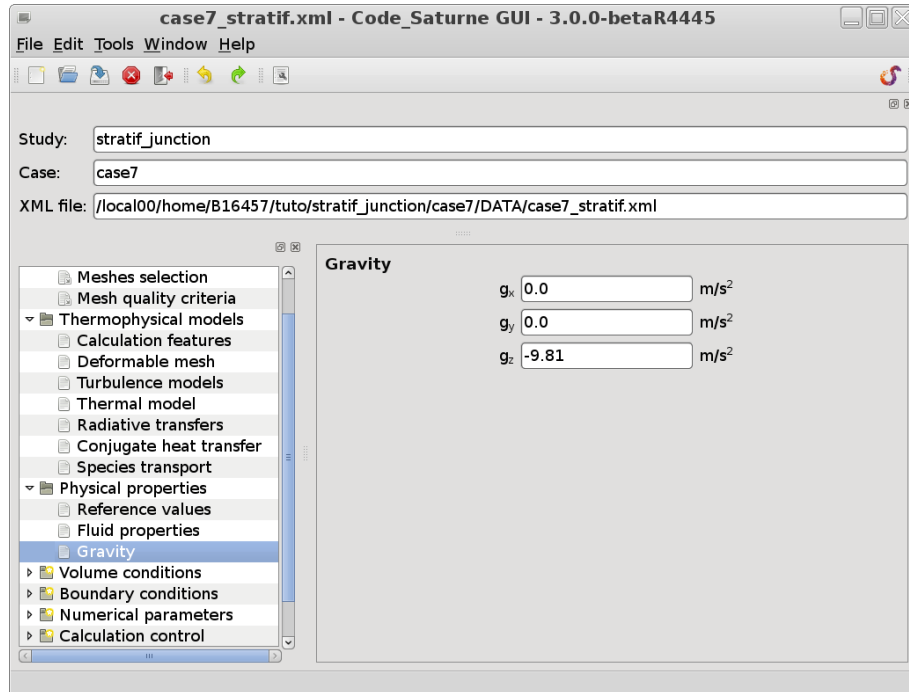 case7_stratif.xml - Code_Saturne GUI - 3.0.0-betaR4445
File Edit Tools Window Help
Study: stratif_junction
Case: case7
XML file: /local00/home/B16457/tuto/stratif_junction/case7/DATA/case7_stratif.xml
Meshes selection
Mesh quality criteria
Thermophysical models
Calculation features
Deformable mesh
Turbulence models
Thermal model
Radiative transfers
Conjugate heat transfer
Species transport
Physical properties
Reference values
Fluid properties
Gravity
Volume conditions
Boundary conditions
Numerical parameters
Calculation control
Gravity
gₓ 0.0 m/s²
gᵧ 0.0 m/s²
g_z -9.81 m/s²